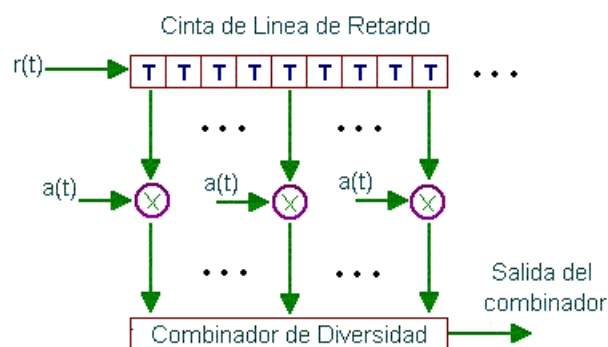 Cinta de Linea de Retardo
r(t) T T T T T T T T T
a(t) a(t) a(t)
Salida del
combinador
Combinador de Diversidad